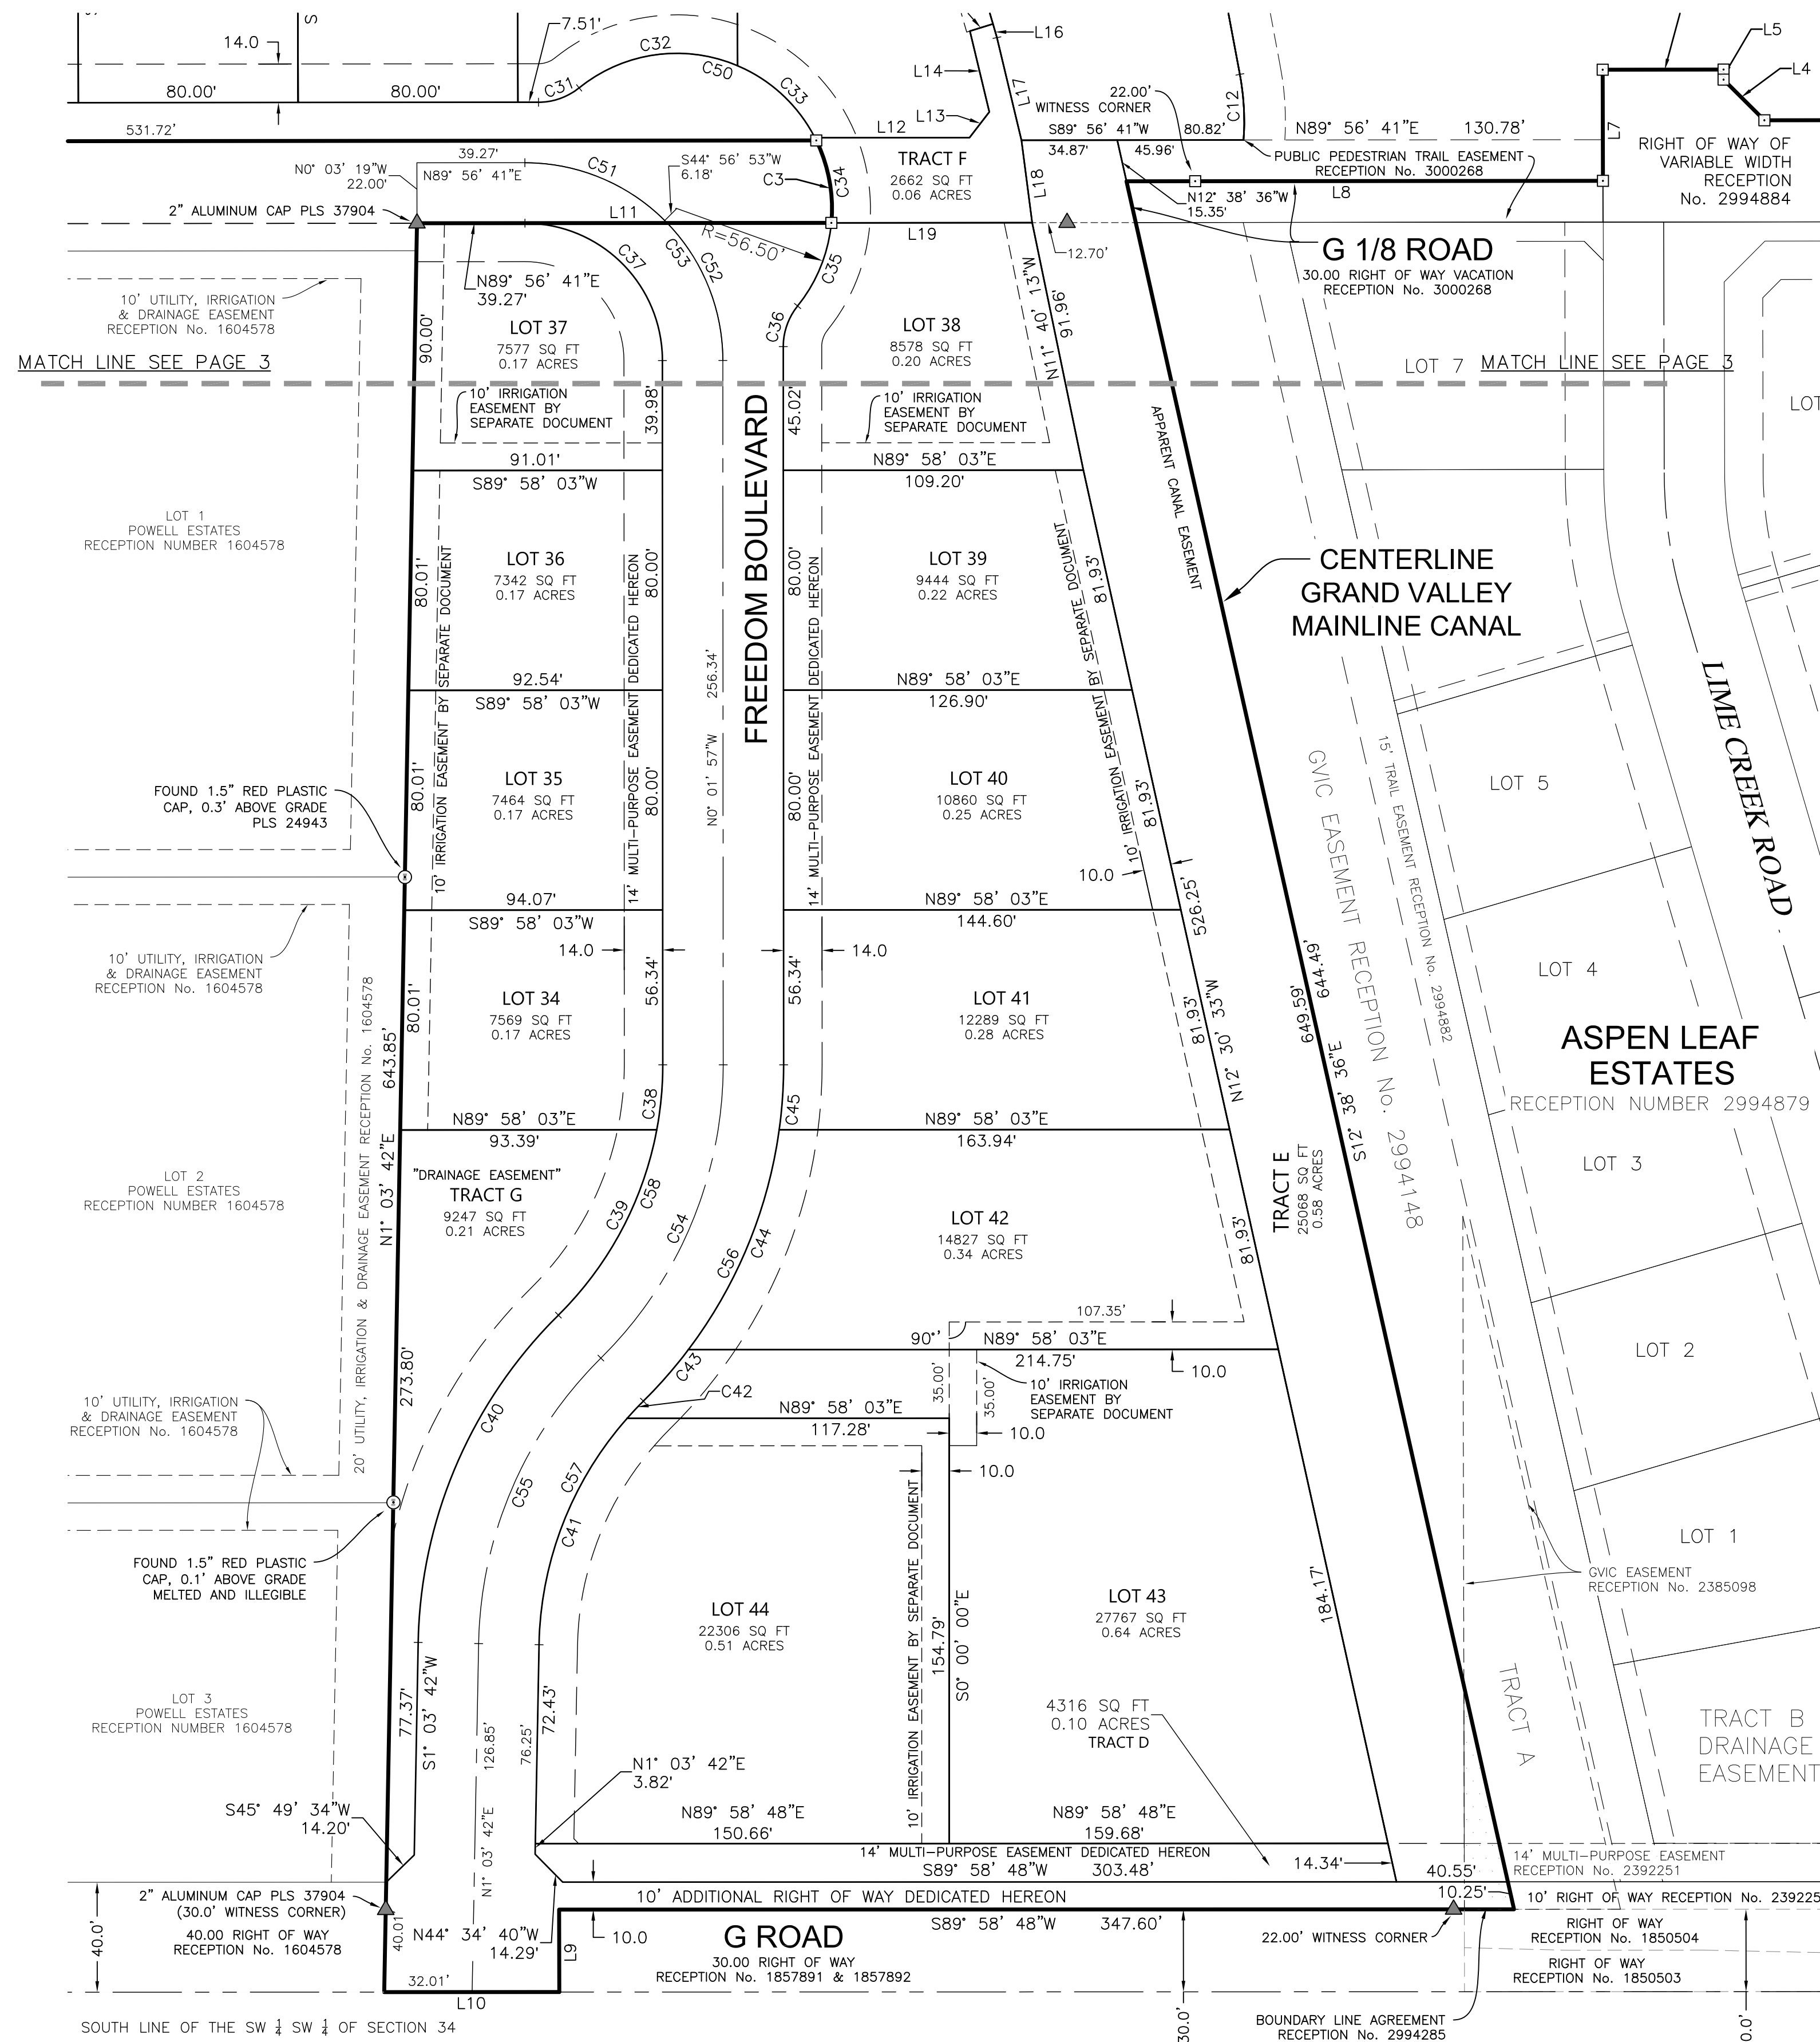 7.51'
14.0
C32
C50
C31
C33
80.00'
80.00'
531.72'
L16
L14
L17
L13
L12
C12
22.00'
WITNESS CORNER
S89° 56' 41"W 80.82'
34.87' 45.96'
N89° 56' 41"E 130.78'
L5
L4
L7
RIGHT OF WAY OF
VARIABLE WIDTH
RECEPTION
No. 2994884
PUBLIC PEDESTRIAN TRAIL EASEMENT
RECEPTION No. 3000268
L8
N12° 38' 36"W
15.35'
39.27'
N0° 03' 19"W
22.00'
N89° 56' 41"E
C51
S44° 56' 53"W
6.18'
C3
C34
TRACT F
2662 SQ FT
0.06 ACRES
L18
2" ALUMINUM CAP PLS 37904
L11
R=56.50'
L19
12.70'
G 1/8 ROAD
30.00 RIGHT OF WAY VACATION
RECEPTION No. 3000268
N89° 56' 41"E
39.27'
C37
C53
C52
C35
C36
10' UTILITY, IRRIGATION
& DRAINAGE EASEMENT
RECEPTION No. 1604578
90.00'
LOT 37
7577 SQ FT
0.17 ACRES
LOT 38
8578 SQ FT
0.20 ACRES
N11° 40' 13"W
91.96'
MATCH LINE SEE PAGE 3
LOT 7
MATCH LINE SEE PAGE 3
LOT
10' IRRIGATION
EASEMENT BY
SEPARATE DOCUMENT
39.98'
45.02'
10' IRRIGATION
EASEMENT BY
SEPARATE DOCUMENT
FREEDOM BOULEVARD
APPARENT CANAL EASEMENT
91.01'
S89° 58' 03"W
N89° 58' 03"E
109.20'
LOT 1
POWELL ESTATES
RECEPTION NUMBER 1604578
80.01'
10' IRRIGATION EASEMENT BY SEPARATE DOCUMENT
LOT 36
7342 SQ FT
0.17 ACRES
80.00'
14' MULTI-PURPOSE EASEMENT DEDICATED HEREON
N0° 01' 57"W 256.34'
80.00'
14' MULTI-PURPOSE EASEMENT DEDICATED HEREON
LOT 39
9444 SQ FT
0.22 ACRES
81.93'
10' IRRIGATION EASEMENT BY SEPARATE DOCUMENT
CENTERLINE
GRAND VALLEY
MAINLINE CANAL
92.54'
S89° 58' 03"W
N89° 58' 03"E
126.90'
LIME CREEK ROAD
FOUND 1.5" RED PLASTIC
CAP, 0.3' ABOVE GRADE
PLS 24943
80.01'
LOT 35
7464 SQ FT
0.17 ACRES
80.00'
80.00'
LOT 40
10860 SQ FT
0.25 ACRES
81.93'
GVIC EASEMENT RECEPTION No. 2994148
15' TRAIL EASEMENT RECEPTION No. 2994882
LOT 5
10.0
526.25'
94.07'
S89° 58' 03"W
N89° 58' 03"E
144.60'
14.0
14.0
10' UTILITY, IRRIGATION
& DRAINAGE EASEMENT
RECEPTION No. 1604578
20' UTILITY, IRRIGATION & DRAINAGE EASEMENT RECEPTION No. 1604578
643.85'
80.01'
LOT 34
7569 SQ FT
0.17 ACRES
56.34'
56.34'
LOT 41
12289 SQ FT
0.28 ACRES
81.93'
N12° 30' 33"W
649.59'
644.49'
S12° 38' 36"E
LOT 4
ASPEN LEAF
ESTATES
RECEPTION NUMBER 2994879
C38
C45
N89° 58' 03"E
93.39'
N89° 58' 03"E
163.94'
N1° 03' 42"E
LOT 2
POWELL ESTATES
RECEPTION NUMBER 1604578
"DRAINAGE EASEMENT"
TRACT G
9247 SQ FT
0.21 ACRES
C39
C58
C54
C56
C44
LOT 42
14827 SQ FT
0.34 ACRES
81.93'
TRACT E
25068 SQ FT
0.58 ACRES
LOT 3
107.35'
90°'
N89° 58' 03"E
214.75'
10.0
LOT 2
273.80'
10' UTILITY, IRRIGATION
& DRAINAGE EASEMENT
RECEPTION No. 1604578
C40
C43
C42
35.00'
35.00'
10' IRRIGATION
EASEMENT BY
SEPARATE DOCUMENT
N89° 58' 03"E
117.28'
10.0
10.0
C55
C57
C41
FOUND 1.5" RED PLASTIC
CAP, 0.1' ABOVE GRADE
MELTED AND ILLEGIBLE
LOT 1
GVIC EASEMENT
RECEPTION No. 2385098
LOT 44
22306 SQ FT
0.51 ACRES
10' IRRIGATION EASEMENT BY SEPARATE DOCUMENT
154.79'
S0° 00' 00"E
LOT 43
27767 SQ FT
0.64 ACRES
184.17'
LOT 3
POWELL ESTATES
RECEPTION NUMBER 1604578
77.37'
S1° 03' 42"W
126.85'
N1° 03' 42"E
76.25'
72.43'
4316 SQ FT
0.10 ACRES
TRACT D
TRACT A
TRACT B
DRAINAGE
EASEMENT
N1° 03' 42"E
3.82'
S45° 49' 34"W
14.20'
N89° 58' 48"E
150.66'
N89° 58' 48"E
159.68'
14' MULTI-PURPOSE EASEMENT DEDICATED HEREON
S89° 58' 48"W 303.48'
14.34'
40.55'
14' MULTI-PURPOSE EASEMENT
RECEPTION No. 2392251
2" ALUMINUM CAP PLS 37904
(30.0' WITNESS CORNER)
10' ADDITIONAL RIGHT OF WAY DEDICATED HEREON
10.25'
10' RIGHT OF WAY RECEPTION No. 239225
40.0'
40.00 RIGHT OF WAY
RECEPTION No. 1604578
40.01
N44° 34' 40"W
14.29'
L9
10.0
G ROAD
30.00 RIGHT OF WAY
RECEPTION No. 1857891 & 1857892
S89° 58' 48"W 347.60'
22.00' WITNESS CORNER
RIGHT OF WAY
RECEPTION No. 1850504
RIGHT OF WAY
RECEPTION No. 1850503
32.01'
L10
30.0'
BOUNDARY LINE AGREEMENT
RECEPTION No. 2994285
0.0'
SOUTH LINE OF THE SW 1/4 SW 1/4 OF SECTION 34